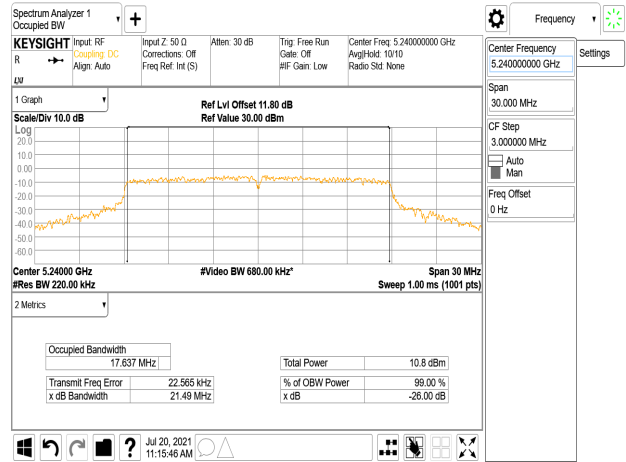 Spectrum Analyzer 1
Occupied BW
Frequency
KEYSIGHT
R
LXI
Input: RF
Coupling: DC
Align: Auto
Input Z: 50 Ω
Corrections: Off
Freq Ref: Int (S)
Atten: 30 dB
Trig: Free Run
Gate: Off
#IF Gain: Low
Center Freq: 5.240000000 GHz
Avg|Hold: 10/10
Radio Std: None
Center Frequency
5.240000000 GHz
Settings
Span
30.000 MHz
CF Step
3.000000 MHz
Auto
Man
Freq Offset
0 Hz
1 Graph
Ref Lvl Offset 11.80 dB
Scale/Div 10.0 dB
Ref Value 30.00 dBm
Log
20.0
10.0
0.00
-10.0
-20.0
-30.0
-40.0
-50.0
-60.0
Center 5.24000 GHz
#Video BW 680.00 kHz*
Span 30 MHz
#Res BW 220.00 kHz
Sweep 1.00 ms (1001 pts)
2 Metrics
Occupied Bandwidth
17.637 MHz
Total Power 10.8 dBm
Transmit Freq Error 22.565 kHz
% of OBW Power 99.00 %
x dB Bandwidth 21.49 MHz
x dB -26.00 dB
?
Jul 20, 2021
11:15:46 AM